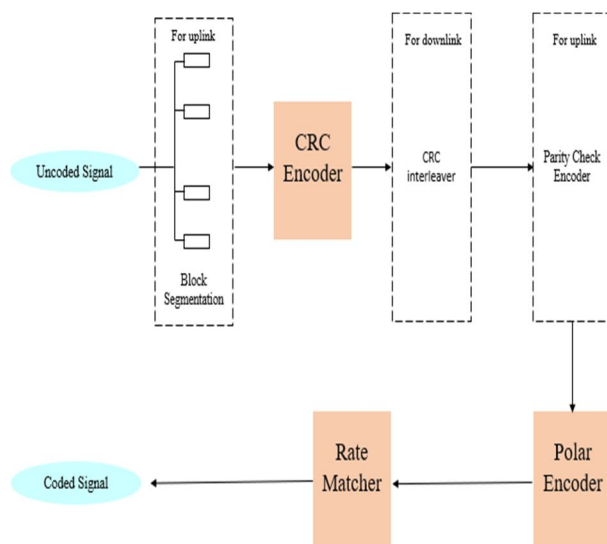 For uplink
For downlink
For uplink
Uncoded Signal
Block
Segmentation
CRC
Encoder
CRC
interleaver
Parity Check
Encoder
Polar
Encoder
Rate
Matcher
Coded Signal